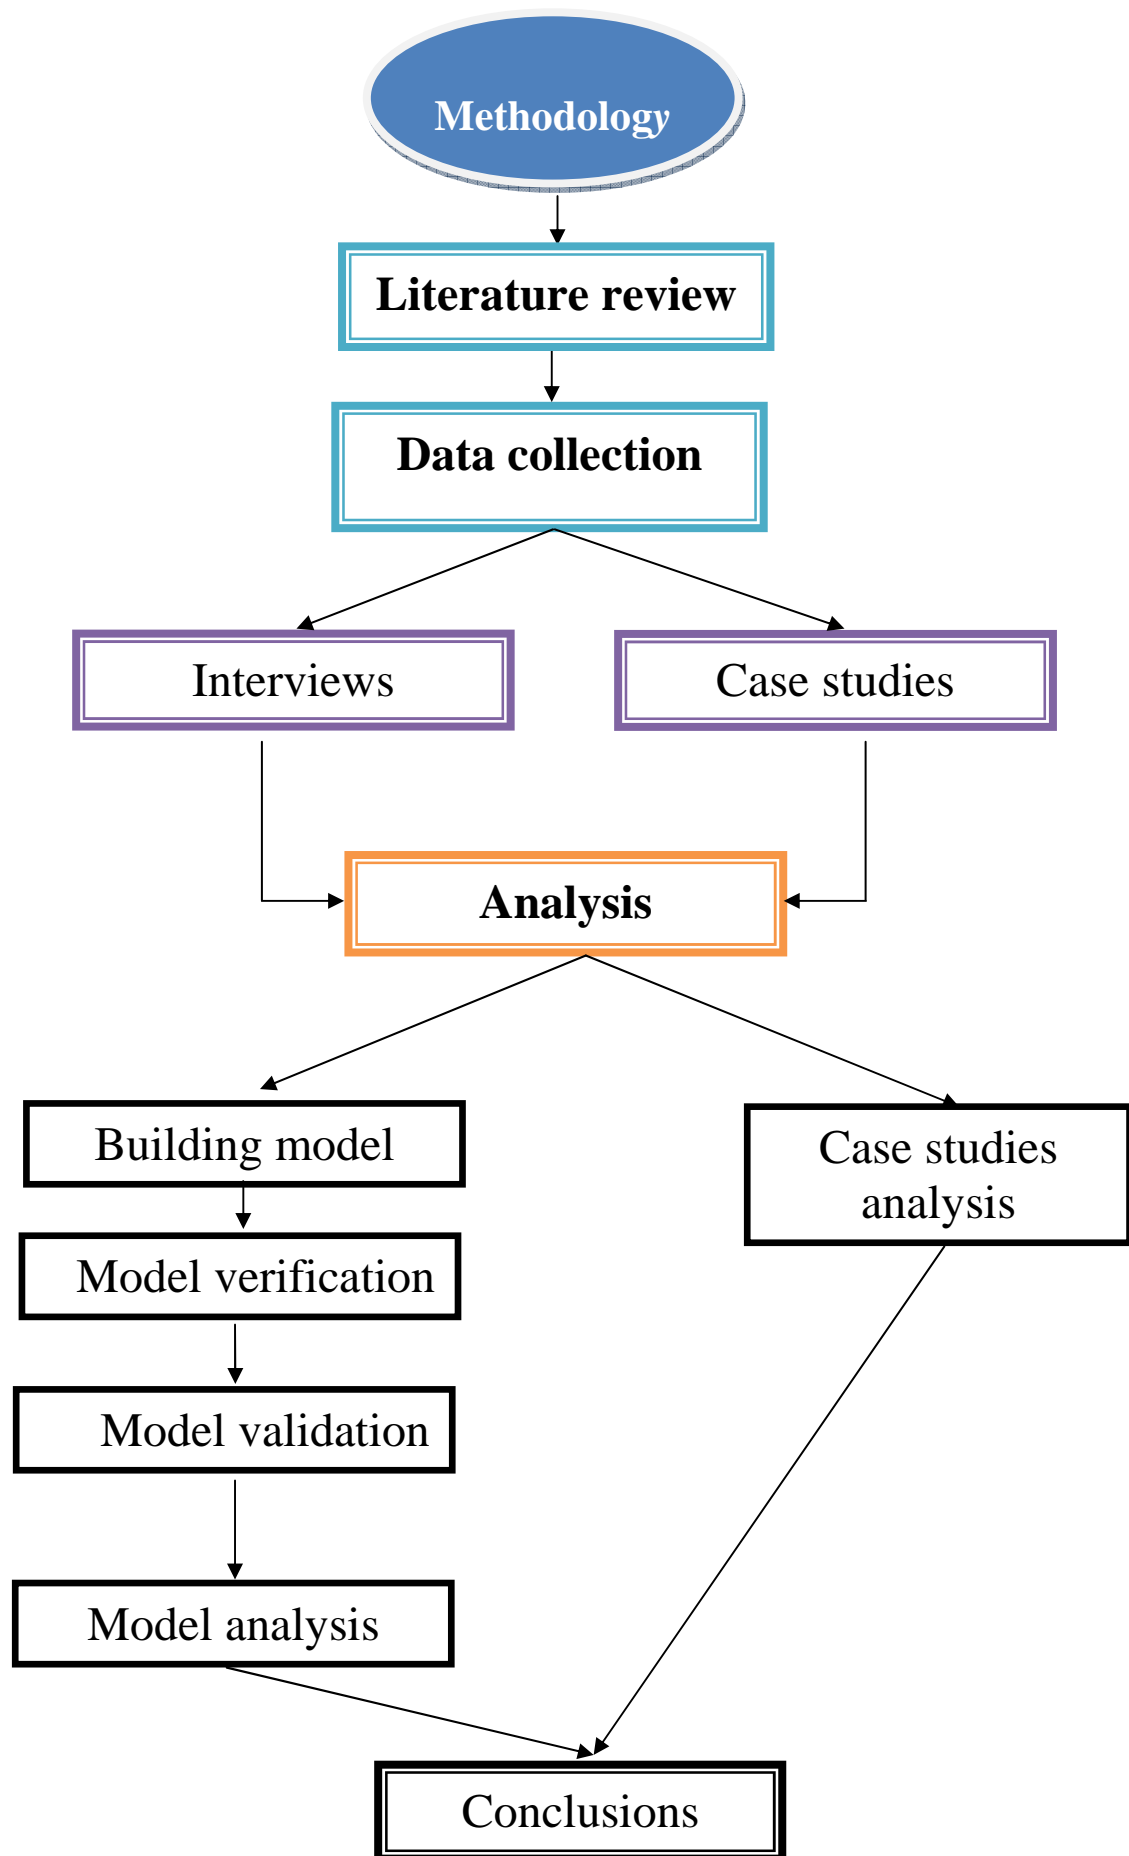 Methodology
Literature review
Data collection
Interviews
Case studies
Analysis
Building model
Case studies
analysis
Model verification
Model validation
Model analysis
Conclusions